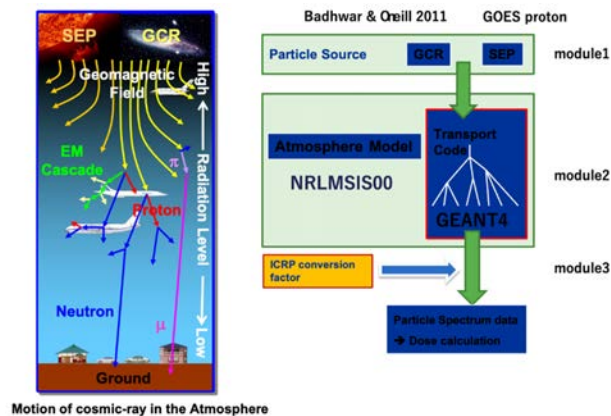 SEP
GCR
Geomagnetic
Field
High
EM
Cascade
π
Proton
Radiation Level
Neutron
μ
Low
Ground
Motion of cosmic-ray in the Atmosphere
Badhwar & Oneill 2011
GOES proton
Particle Source
GCR
SEP
module1
Atmosphere Model
NRLMSIS00
Transport
Code
GEANT4
module2
ICRP conversion
factor
module3
Particle Spectrum data
➔ Dose calculation